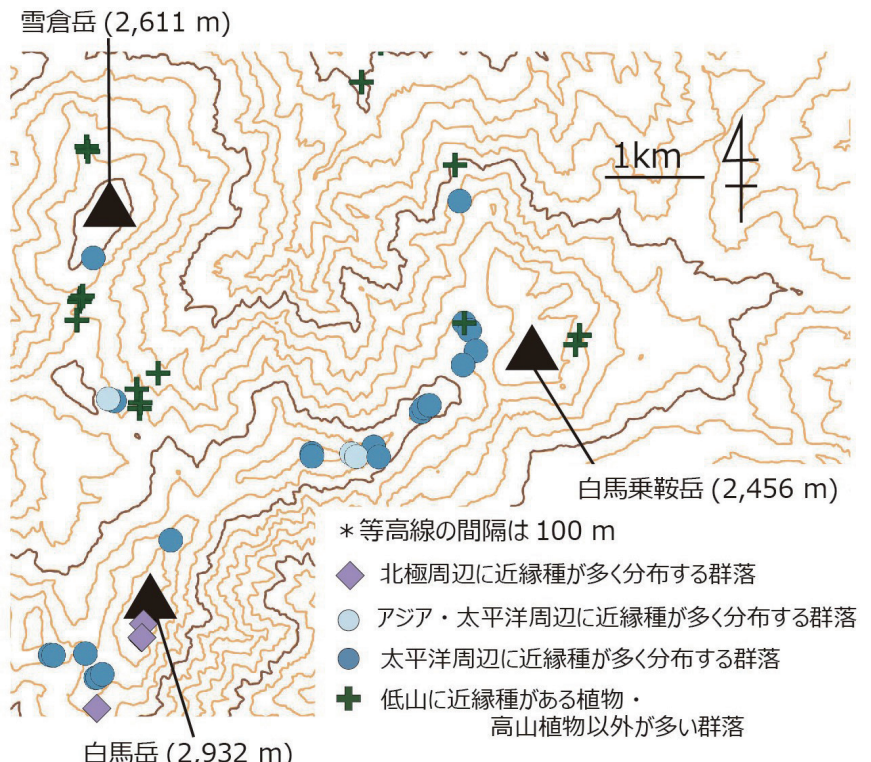 雪倉岳 (2,611 m)
1km
白馬乗鞍岳 (2,456 m)
＊等高線の間隔は 100 m
北極周辺に近縁種が多く分布する群落
アジア・太平洋周辺に近縁種が多く分布する群落
太平洋周辺に近縁種が多く分布する群落
低山に近縁種がある植物・
高山植物以外が多い群落
白馬岳 (2,932 m)